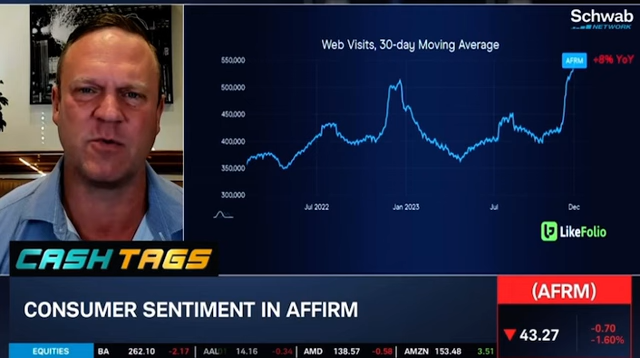 Schwab
NETWORK
Web Visits, 30-day Moving Average
550,000
AFRM
+8% YoY
500,000
450,000
400,000
350,000
300,000
Jul 2022
Jan 2023
Jul
Dec
LikeFolio
CASH TAGS
CONSUMER SENTIMENT IN AFFIRM
(AFRM)
▼ 43.27
-0.70
-1.60%
EQUITIES
BA 262.10 -2.17 AAL 14.16 -0.34 AMD 138.57 -0.58 AMZN 153.48 3.51